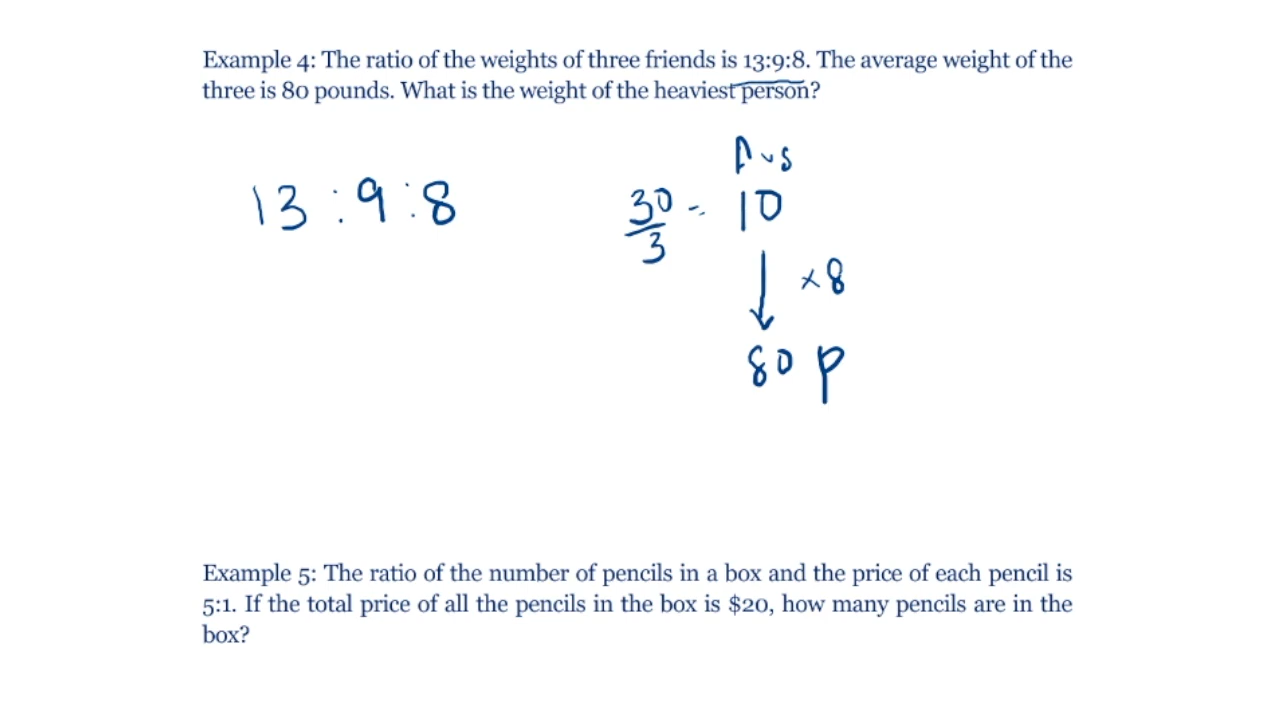 Example 4: The ratio of the weights of three friends is 13:9:8. The average weight of the
three is 80 pounds. What is the weight of the heaviest person?
Avg
13 : 9 : 8
30/3 = 10
↓ ×8
80 p
Example 5: The ratio of the number of pencils in a box and the price of each pencil is
5:1. If the total price of all the pencils in the box is $20, how many pencils are in the
box?